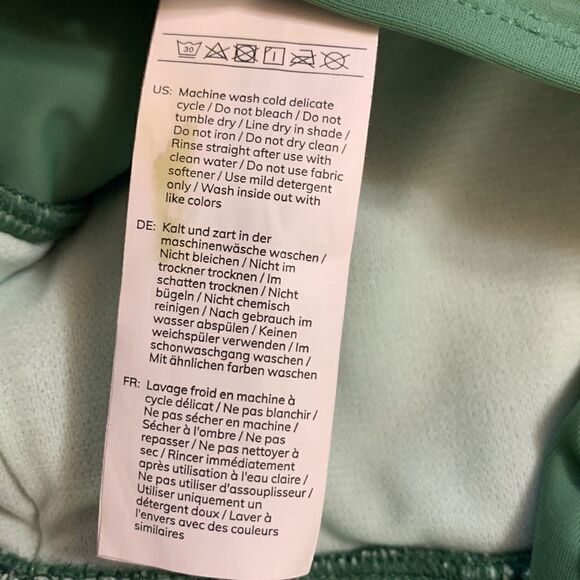 30
US: Machine wash cold delicate
cycle / Do not bleach / Do not
tumble dry / Line dry in shade /
Do not iron / Do not dry clean /
Rinse straight after use with
clean water / Do not use fabric
softener / Use mild detergent
only / Wash inside out with
like colors
DE: Kalt und zart in der
maschinenwäsche waschen /
Nicht bleichen / Nicht im
trockner trocknen / Im
schatten trocknen / Nicht
bügeln / Nicht chemisch
reinigen / Nach gebrauch im
wasser abspülen / Keinen
weichspüler verwenden / Im
schonwaschgang waschen /
Mit ähnlichen farben waschen
FR: Lavage froid en machine à
cycle délicat / Ne pas blanchir /
Ne pas sécher en machine /
Sécher à l'ombre / Ne pas
repasser / Nettoyage à
sec / Rincer immédiatement
après utilisation à l'eau claire /
Ne pas utiliser d'assouplisseur /
Utiliser uniquement un
détergent doux / Laver à
l'envers avec des couleurs
similaires